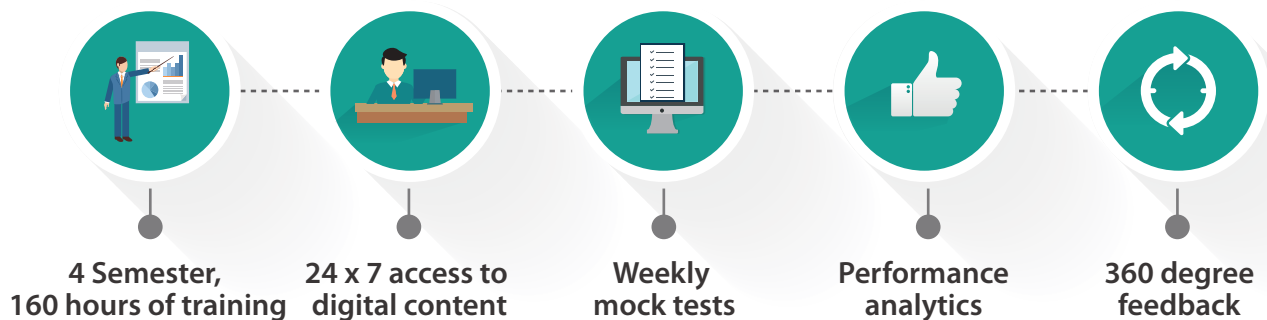 4 Semester,
160 hours of training
24 x 7 access to
digital content
Weekly
mock tests
Performance
analytics
360 degree
feedback